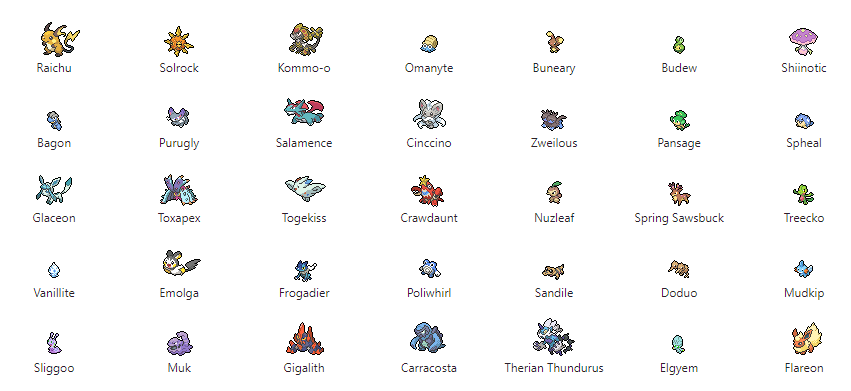 Raichu Solrock Kommo-o Omanyte Buneary Budew Shiinotic
Bagon Purugly Salamence Cinccino Zweilous Pansage Spheal
Glaceon Toxapex Togekiss Crawdaunt Nuzleaf Spring Sawsbuck Treecko
Vanillite Emolga Frogadier Poliwhirl Sandile Doduo Mudkip
Sliggoo Muk Gigalith Carracosta Therian Thundurus Elgyem Flareon